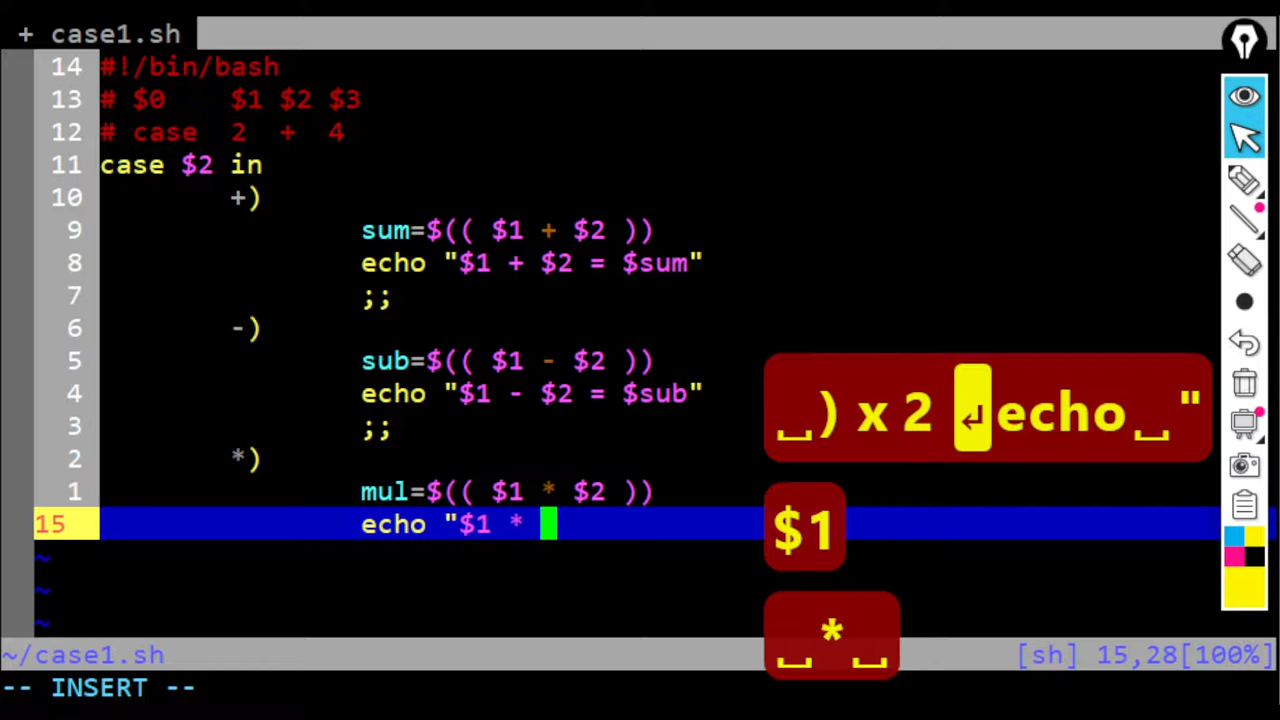 + case1.sh
14 #!/bin/bash
13 # $0    $1 $2 $3
12 # case  2  +  4
11 case $2 in
10         +)
9                 sum=$(( $1 + $2 ))
8                 echo "$1 + $2 = $sum"
7                 ;;
6         -)
5                 sub=$(( $1 - $2 ))
4                 echo "$1 - $2 = $sub"
3                 ;;
2         *)
1                 mul=$(( $1 * $2 ))
15                 echo "$1 *
~
~
~
~/case1.sh [sh] 15,28[100%]
-- INSERT --
␣) x 2 ↵echo␣"
$1
␣*␣